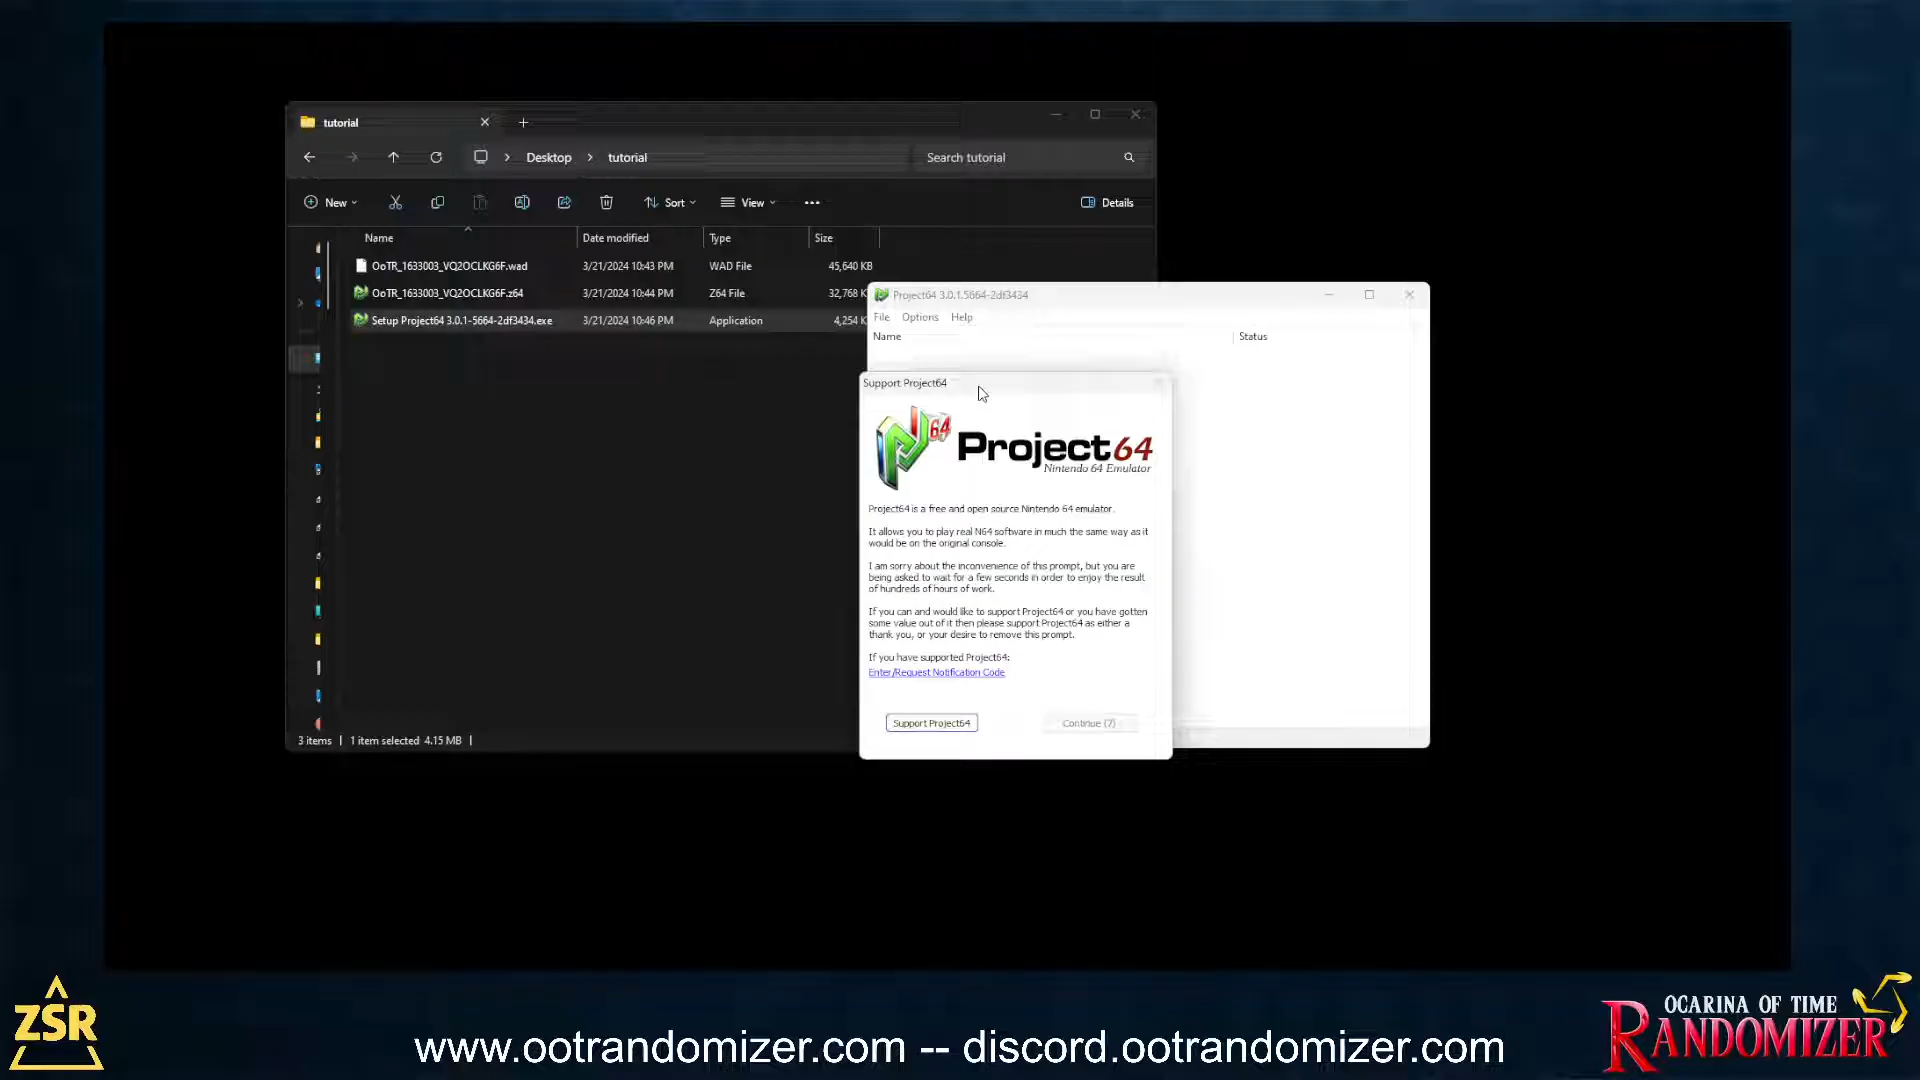 tutorial
Desktop
tutorial
Search tutorial
New
Sort
View
Details
Name
Date modified
Type
Size
OoTR_1633003_VQ2OCLKG6F.wad
3/21/2024 10:43 PM
WAD File
45,640 KB
OoTR_1633003_VQ2OCLKG6F.z64
3/21/2024 10:44 PM
Z64 File
32,768 K
Setup Project64 3.0.1-5664-2df3434.exe
3/21/2024 10:46 PM
Application
4,254 K
3 items
1 item selected 4.15 MB
Project64 3.0.1.5664-2df3434
File
Options
Help
Name
Status
Support Project64
64
Project64
Nintendo 64 Emulator
Project64 is a free and open source Nintendo 64 emulator.
It allows you to play real N64 software in much the same way as it
would be on the original console.
I am sorry about the inconvenience of this prompt, but you are
being asked to wait for a few seconds in order to enjoy the result
of hundreds of hours of work.
If you can and would like to support Project64 or you have gotten
some value out of it then please support Project64 as either a
thank you, or your desire to remove this prompt.
If you have supported Project64:
Enter/Request Notification Code
Support Project64
Continue (7)
ZSR
www.ootrandomizer.com -- discord.ootrandomizer.com
OCARINA OF TIME
RANDOMIZER